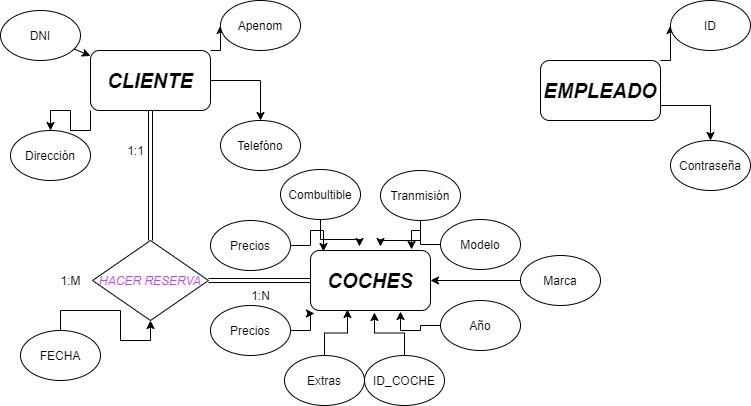 DNI
Apenom
ID
CLIENTE
EMPLEADO
Telefóno
Dirección
1:1
Contraseña
Combultible
Tranmisión
Precios
Modelo
1:M
HACER RESERVA
COCHES
Marca
1:N
Precios
Año
FECHA
Extras
ID_COCHE